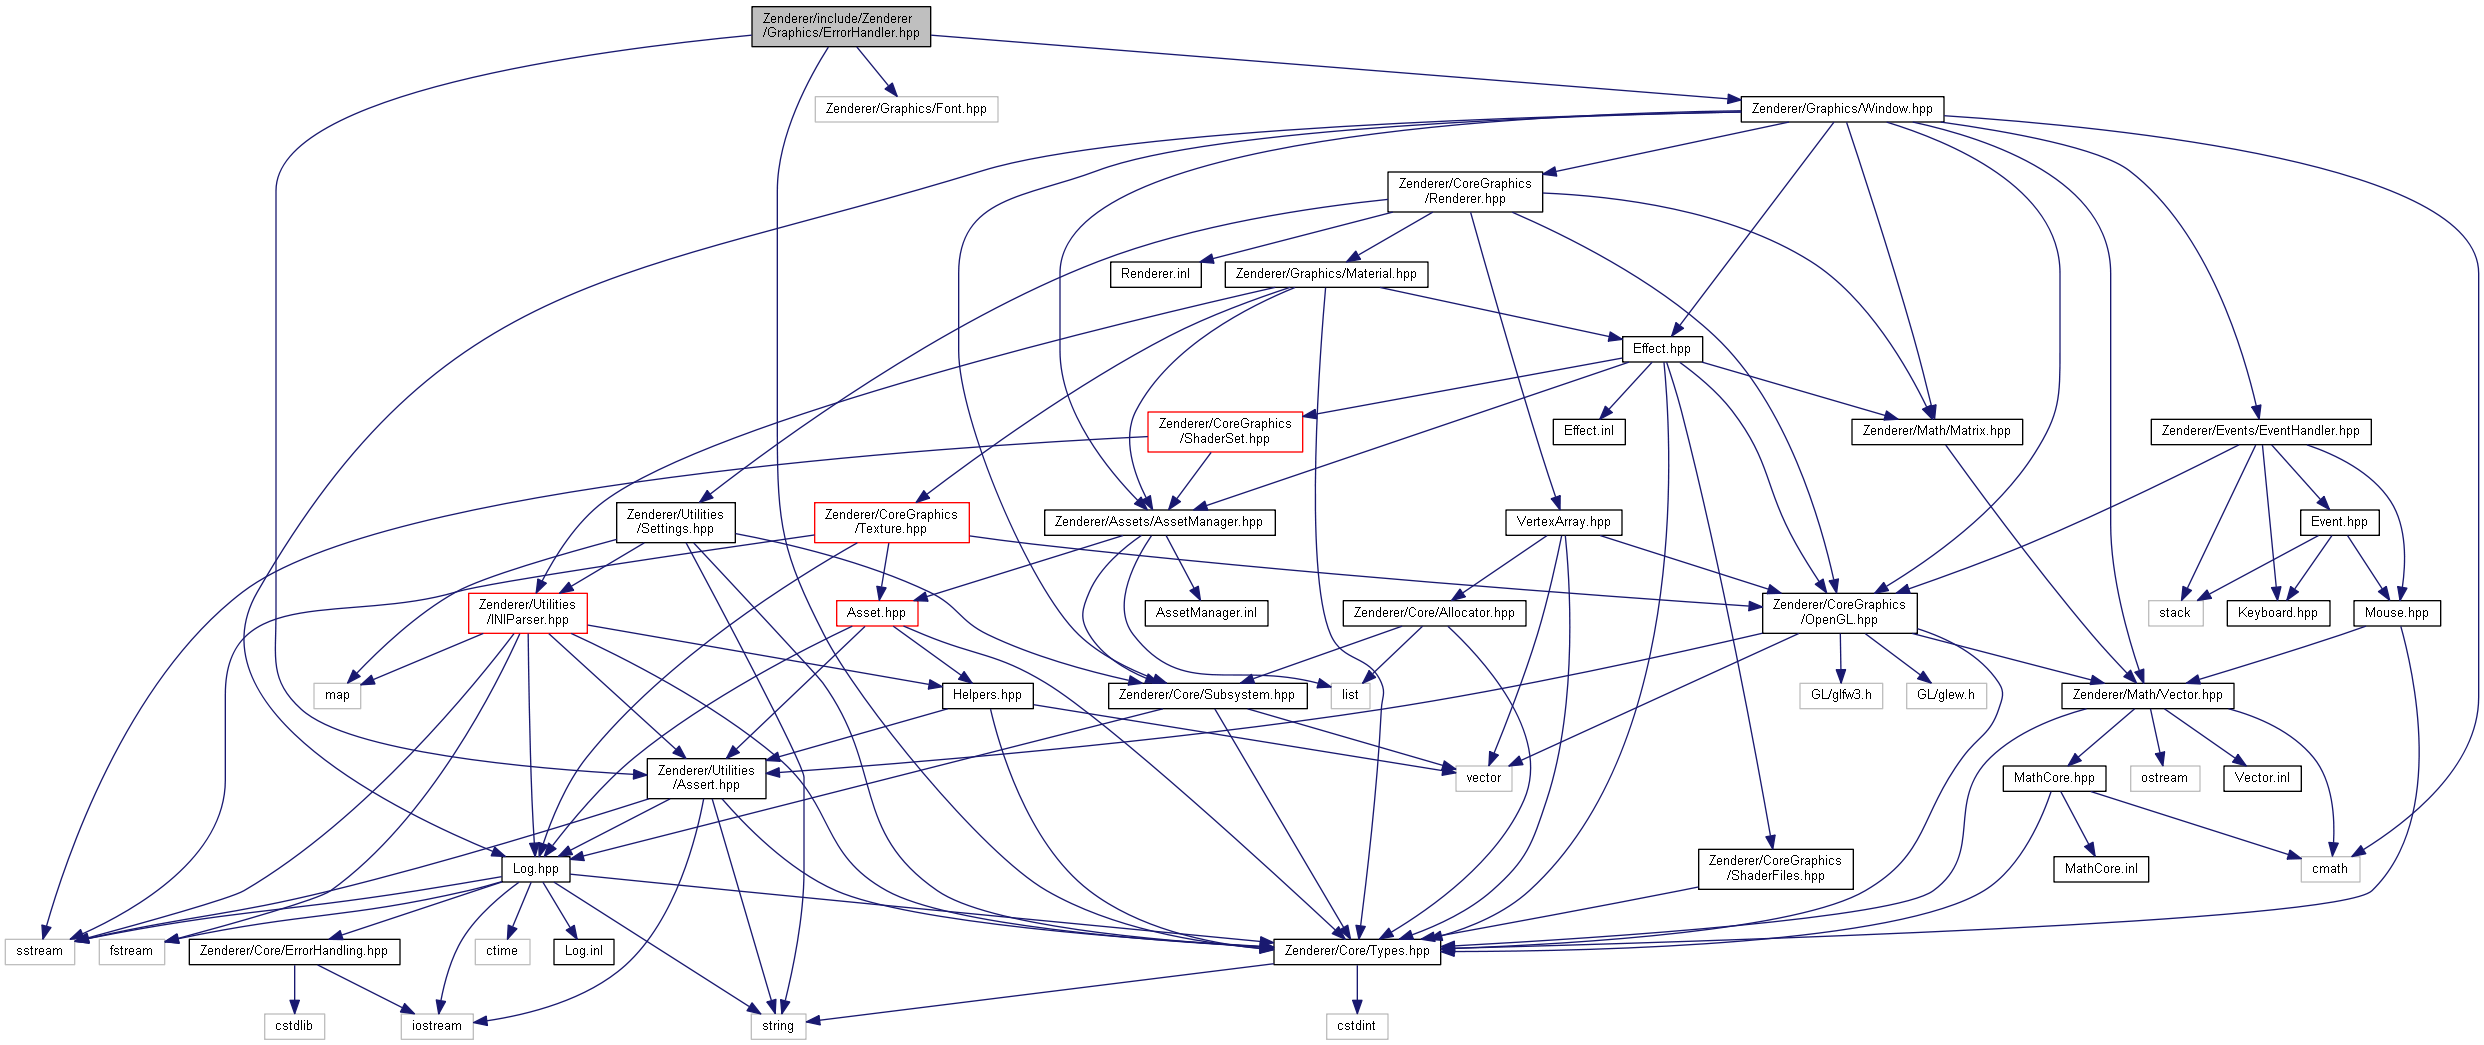 Zenderer/include/Zenderer
/Graphics/ErrorHandler.hpp
Zenderer/Graphics/Font.hpp
Zenderer/Graphics/Window.hpp
Zenderer/CoreGraphics
/Renderer.hpp
Renderer.inl
Zenderer/Graphics/Material.hpp
Effect.hpp
Zenderer/CoreGraphics
/ShaderSet.hpp
Effect.inl
Zenderer/Math/Matrix.hpp
Zenderer/Events/EventHandler.hpp
Zenderer/Utilities
/Settings.hpp
Zenderer/CoreGraphics
/Texture.hpp
Zenderer/Assets/AssetManager.hpp
VertexArray.hpp
Event.hpp
Zenderer/Utilities
/INIParser.hpp
Asset.hpp
AssetManager.inl
Zenderer/Core/Allocator.hpp
Zenderer/CoreGraphics
/OpenGL.hpp
stack
Keyboard.hpp
Mouse.hpp
map
Helpers.hpp
Zenderer/Core/Subsystem.hpp
list
GL/glfw3.h
GL/glew.h
Zenderer/Math/Vector.hpp
Zenderer/Utilities
/Assert.hpp
vector
MathCore.hpp
ostream
Vector.inl
Log.hpp
Zenderer/CoreGraphics
/ShaderFiles.hpp
MathCore.inl
cmath
sstream
fstream
Zenderer/Core/ErrorHandling.hpp
ctime
Log.inl
Zenderer/Core/Types.hpp
cstdlib
iostream
string
cstdint